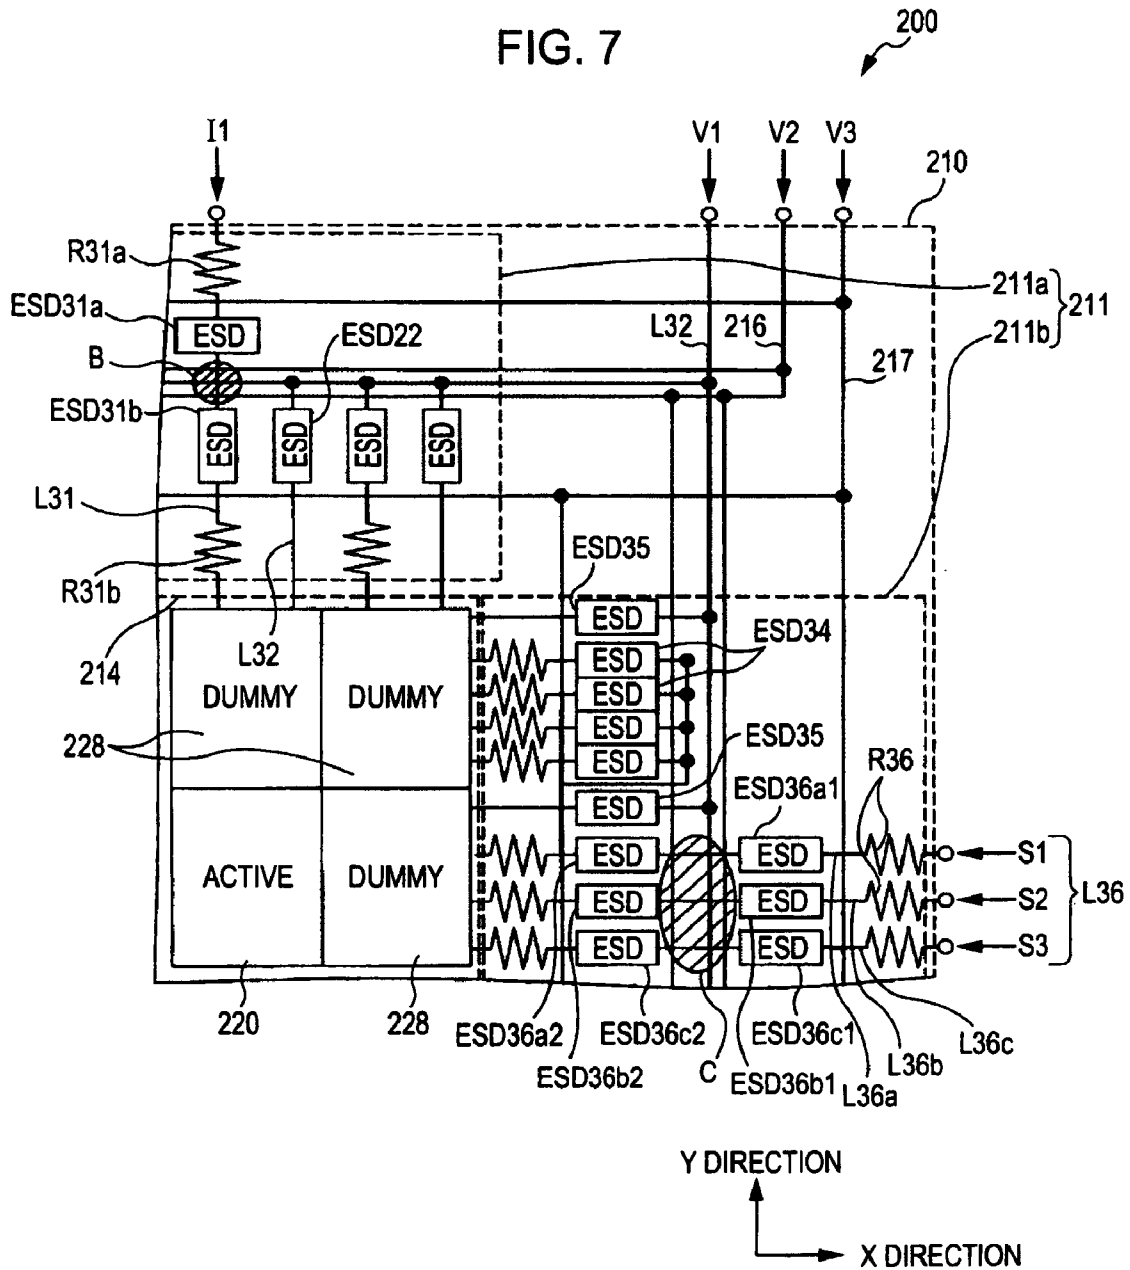 FIG. 7
200
I1
V1
V2
V3
210
R31a
211a
211
ESD31a
ESD
ESD22
L32
216
211b
B
217
ESD31b
ESD
ESD
ESD
ESD
L31
R31b
ESD35
214
ESD
L32
ESD34
ESD
DUMMY
DUMMY
ESD
ESD
228
ESD
ESD35
R36
ESD
ESD36a1
ACTIVE
DUMMY
ESD
ESD
S1
ESD
ESD
S2
L36
ESD
ESD
S3
220
228
ESD36a2
ESD36c2
ESD36c1
L36c
ESD36b2
C
ESD36b1
L36b
L36a
Y DIRECTION
X DIRECTION